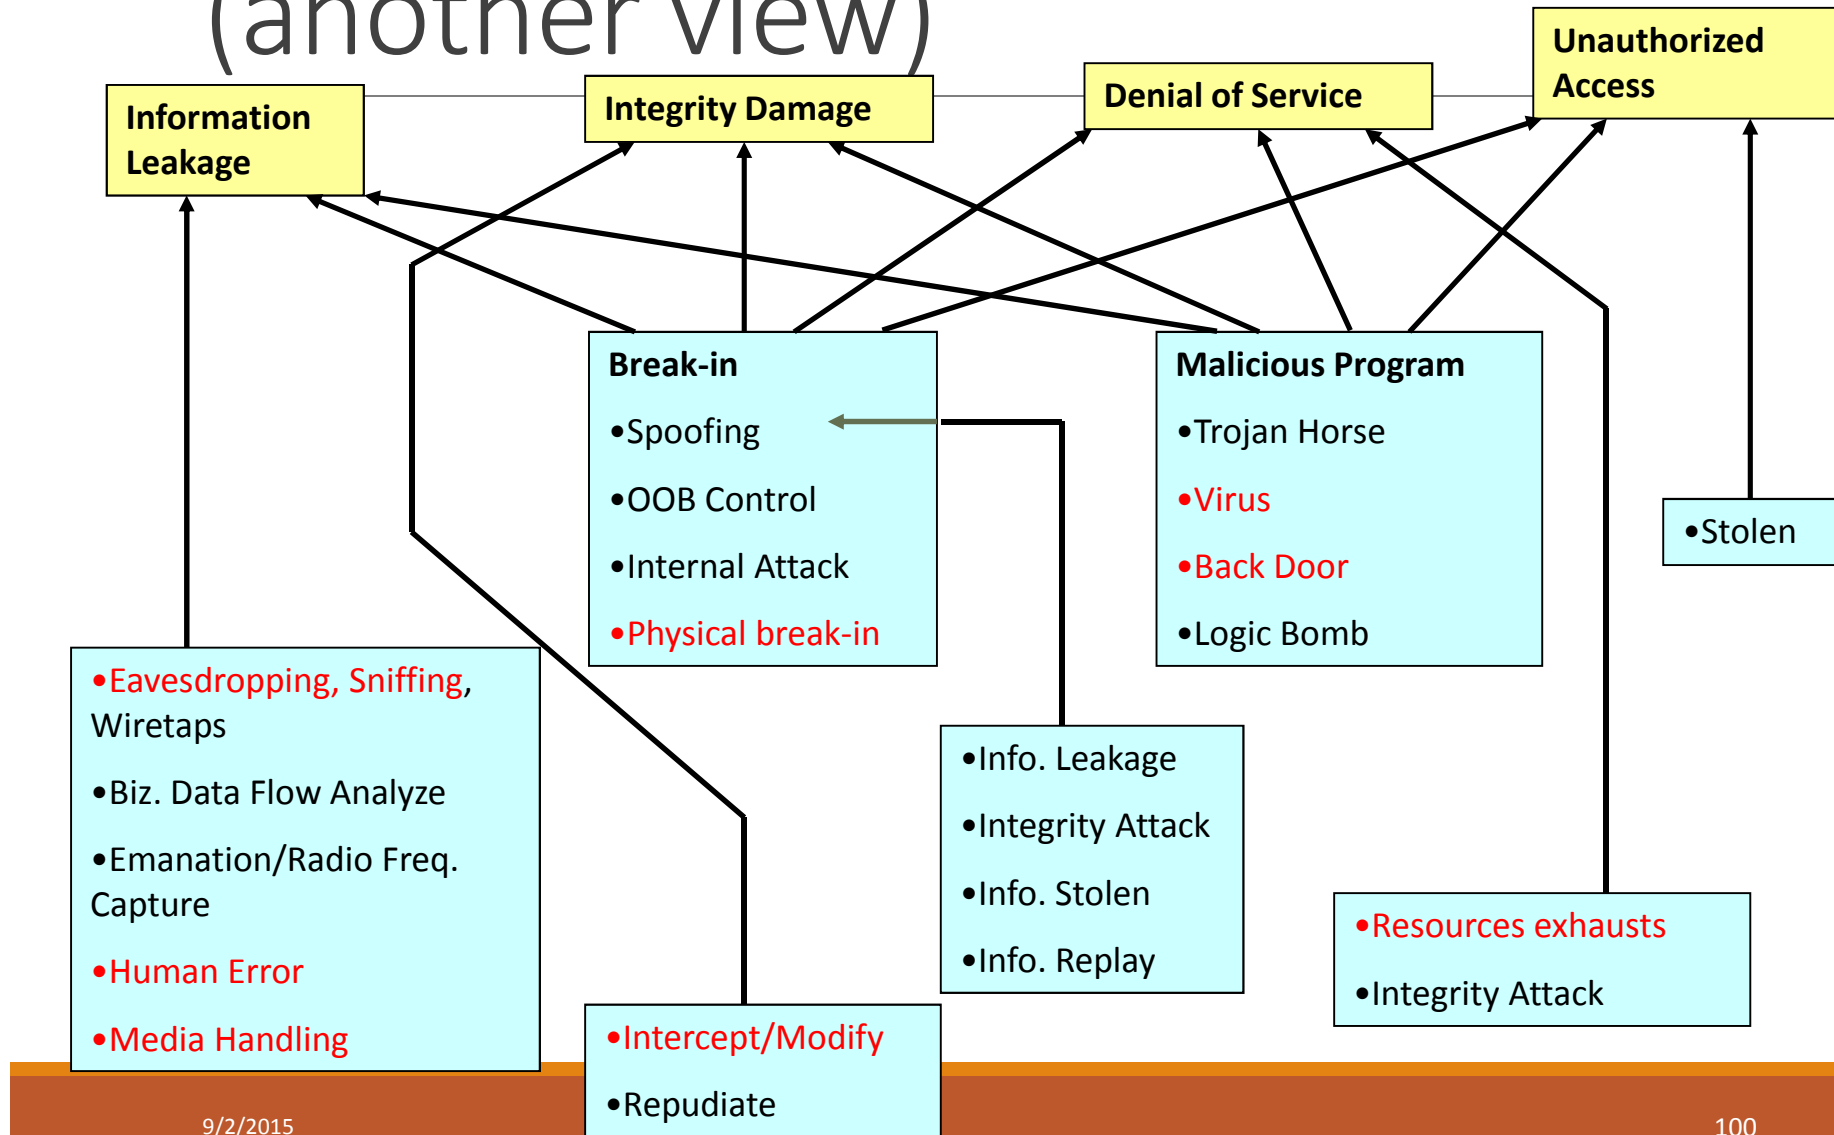 (another view)
Information
Leakage
Integrity Damage
Denial of Service
Unauthorized
Access
Break-in
•Spoofing
•OOB Control
•Internal Attack
•Physical break-in
Malicious Program
•Trojan Horse
•Virus
•Back Door
•Logic Bomb
•Stolen
•Eavesdropping, Sniffing,
Wiretaps
•Biz. Data Flow Analyze
•Emanation/Radio Freq.
Capture
•Human Error
•Media Handling
•Intercept/Modify
•Repudiate
•Info. Leakage
•Integrity Attack
•Info. Stolen
•Info. Replay
•Resources exhausts
•Integrity Attack
9/2/2015
100